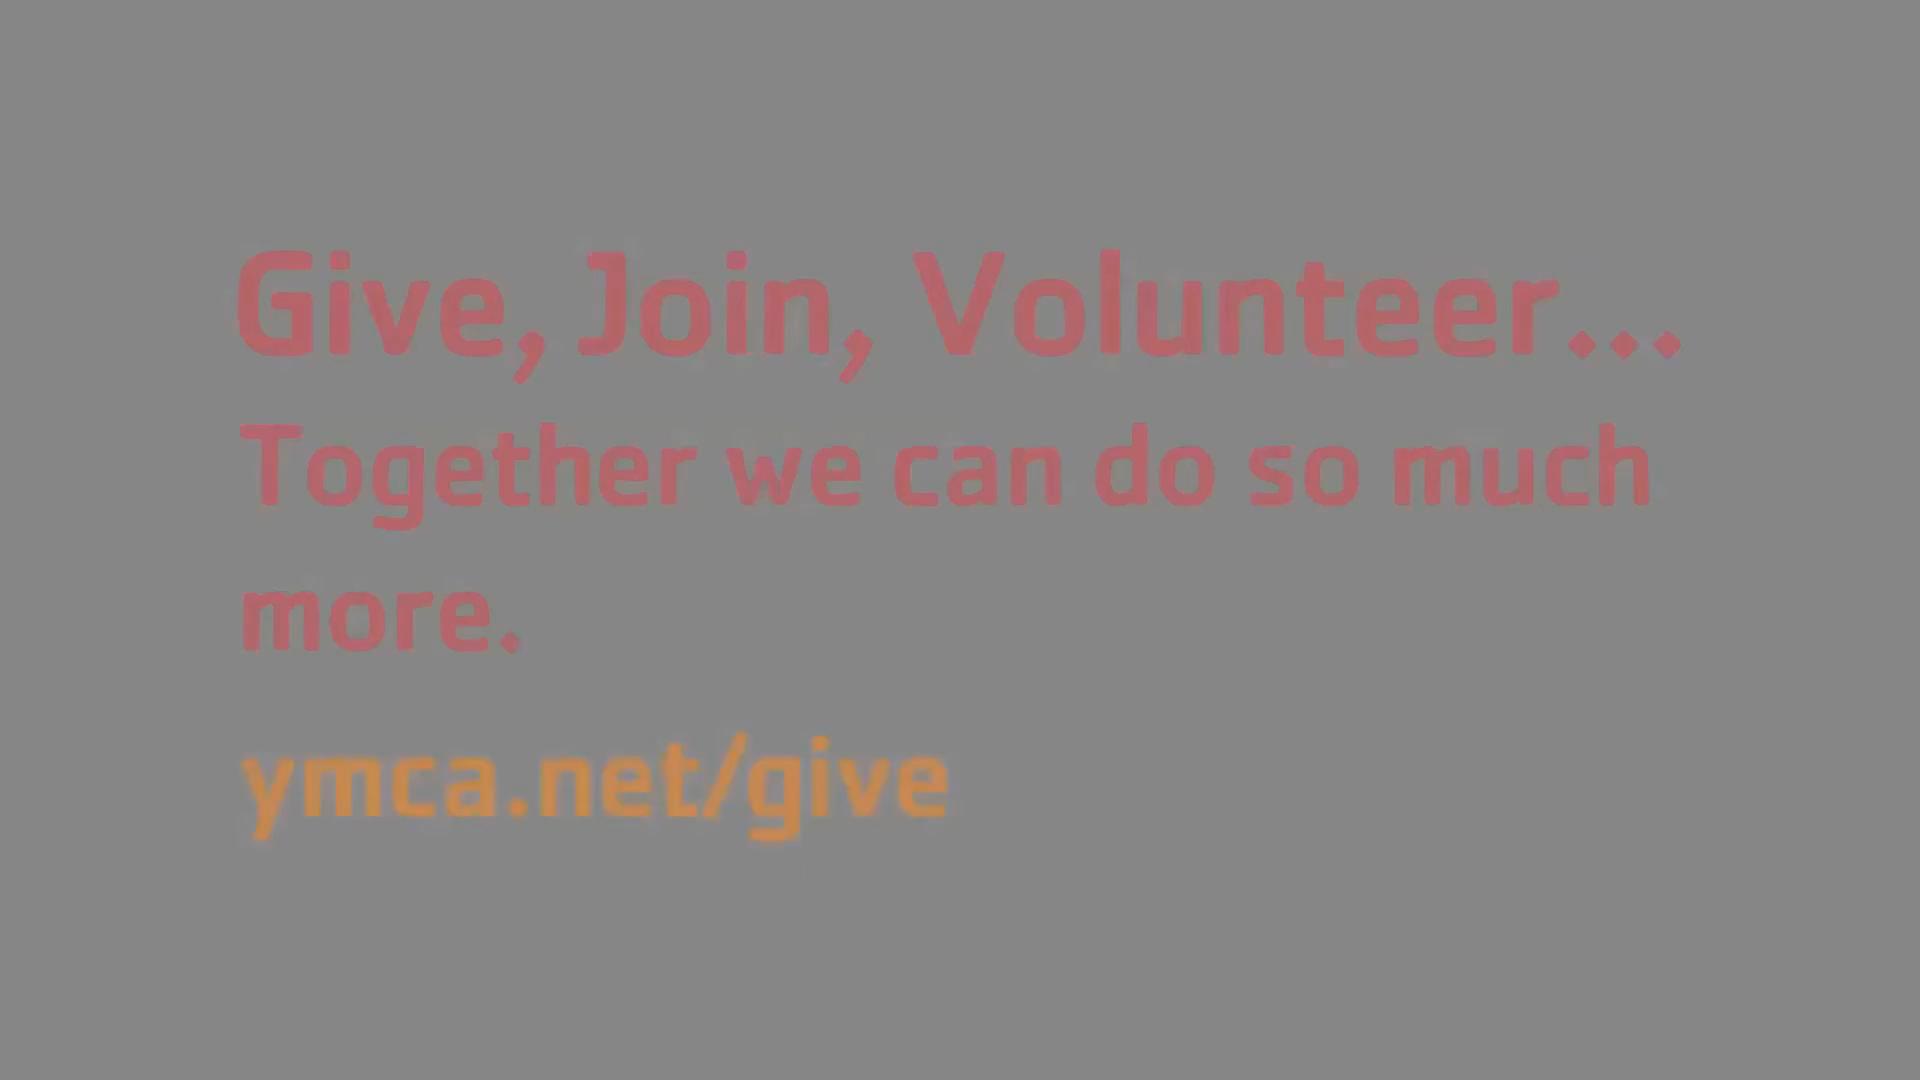 Give, Join, Volunteer...
Together we can do so much
more.
ymca.net/give